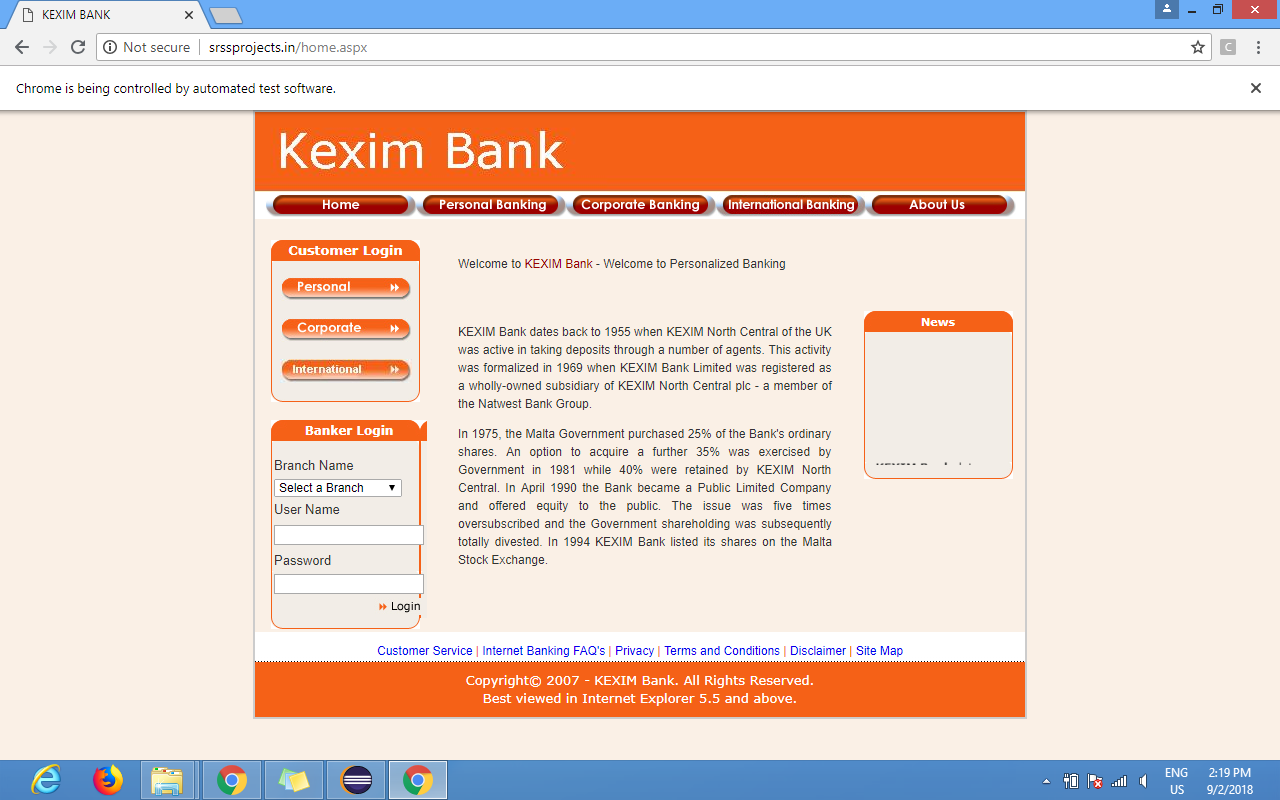 KEXIM BANK
Not secure | srssprojects.in/home.aspx
C
Chrome is being controlled by automated test software.
Kexim Bank
Home Personal Banking Corporate Banking International Banking About Us
Customer Login
Personal
Corporate
International
Banker Login
Branch Name
Select a Branch
User Name
Password
Login
Welcome to KEXIM Bank - Welcome to Personalized Banking
KEXIM Bank dates back to 1955 when KEXIM North Central of the UK
was active in taking deposits through a number of agents. This activity
was formalized in 1969 when KEXIM Bank Limited was registered as
a wholly-owned subsidiary of KEXIM North Central plc - a member of
the Natwest Bank Group.
In 1975, the Malta Government purchased 25% of the Bank's ordinary
shares. An option to acquire a further 35% was exercised by
Government in 1981 while 40% were retained by KEXIM North
Central. In April 1990 the Bank became a Public Limited Company
and offered equity to the public. The issue was five times
oversubscribed and the Government shareholding was subsequently
totally divested. In 1994 KEXIM Bank listed its shares on the Malta
Stock Exchange.
News
Customer Service | Internet Banking FAQ's | Privacy | Terms and Conditions | Disclaimer | Site Map
Copyright© 2007 - KEXIM Bank. All Rights Reserved.
Best viewed in Internet Explorer 5.5 and above.
ENG
US
2:19 PM
9/2/2018